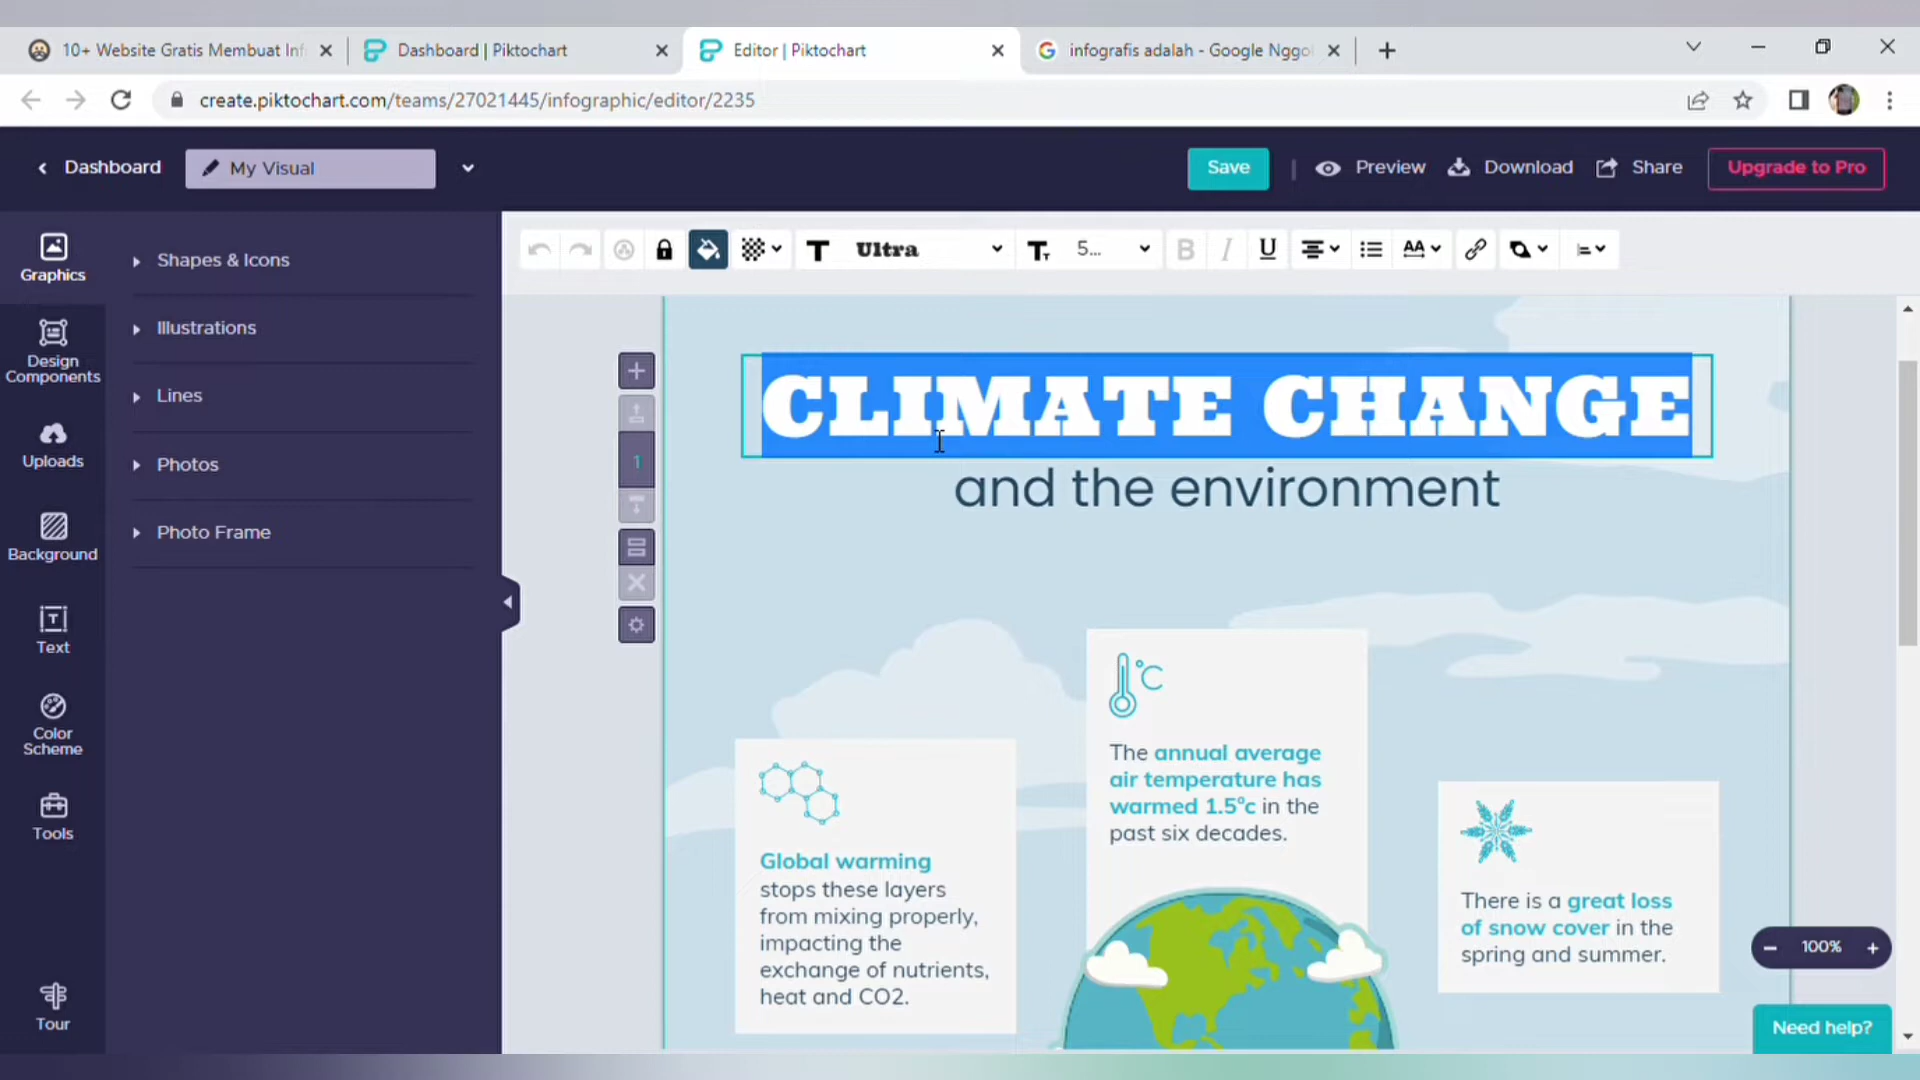 10+ Website Gratis Membuat Inf
Dashboard | Piktochart
Editor | Piktochart
infografis adalah - Google Nggo
create.piktochart.com/teams/27021445/infographic/editor/2235
Dashboard
My Visual
Save
Preview
Download
Share
Upgrade to Pro
Graphics
Design
Components
Uploads
Background
Text
Color
Scheme
Tools
Tour
Shapes & Icons
Illustrations
Lines
Photos
Photo Frame
Ultra
5...
B I U
AA
1
CLIMATE CHANGE
and the environment
Global warming
stops these layers
from mixing properly,
impacting the
exchange of nutrients,
heat and CO2.
°C
The annual average
air temperature has
warmed 1.5°c in the
past six decades.
There is a great loss
of snow cover in the
spring and summer.
100%
Need help?